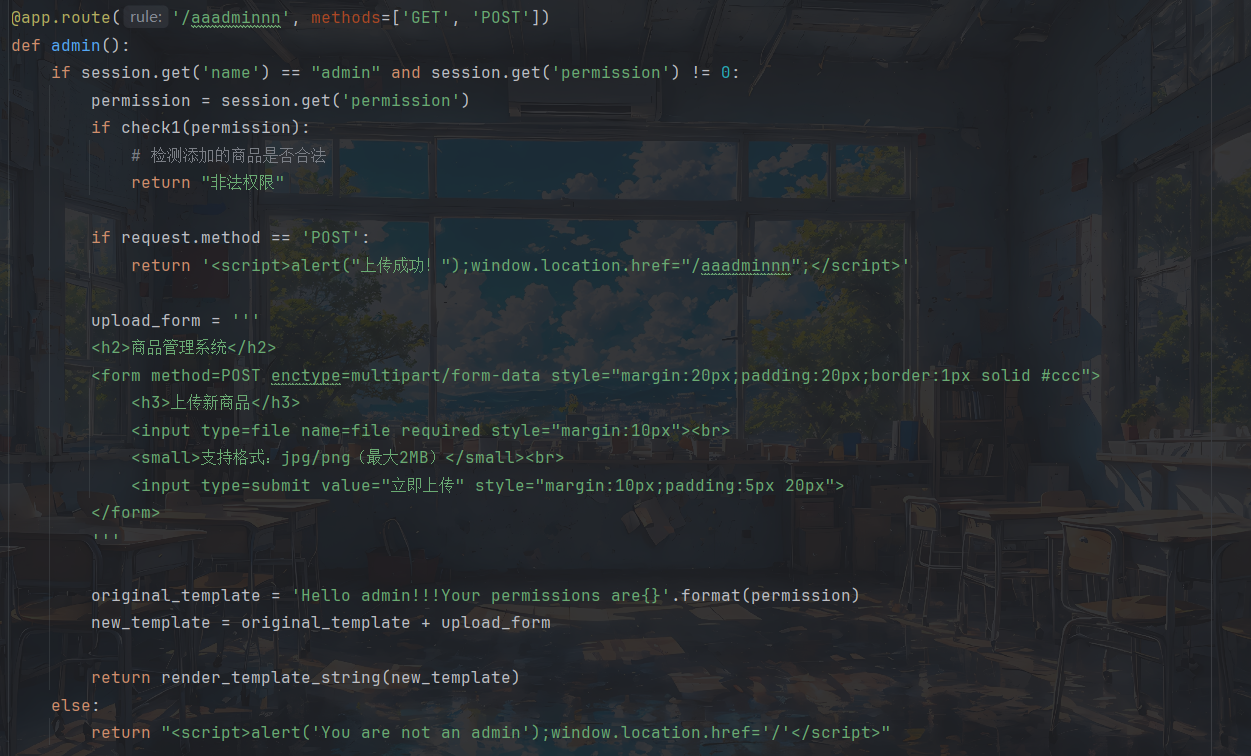 @app.route( rule: '/aaadminnn', methods=['GET', 'POST'])
def admin():
    if session.get('name') == "admin" and session.get('permission') != 0:
        permission = session.get('permission')
        if check1(permission):
            # 检测添加的商品是否合法
            return "非法权限"

        if request.method == 'POST':
            return '<script>alert("上传成功！");window.location.href="/aaadminnn";</script>'

        upload_form = '''
        <h2>商品管理系统</h2>
        <form method=POST enctype=multipart/form-data style="margin:20px;padding:20px;border:1px solid #ccc">
            <h3>上传新商品</h3>
            <input type=file name=file required style="margin:10px"><br>
            <small>支持格式：jpg/png（最大2MB）</small><br>
            <input type=submit value="立即上传" style="margin:10px;padding:5px 20px">
        </form>
        '''

        original_template = 'Hello admin!!!Your permissions are{}'.format(permission)
        new_template = original_template + upload_form

        return render_template_string(new_template)
    else:
        return "<script>alert('You are not an admin');window.location.href='/'</script>"